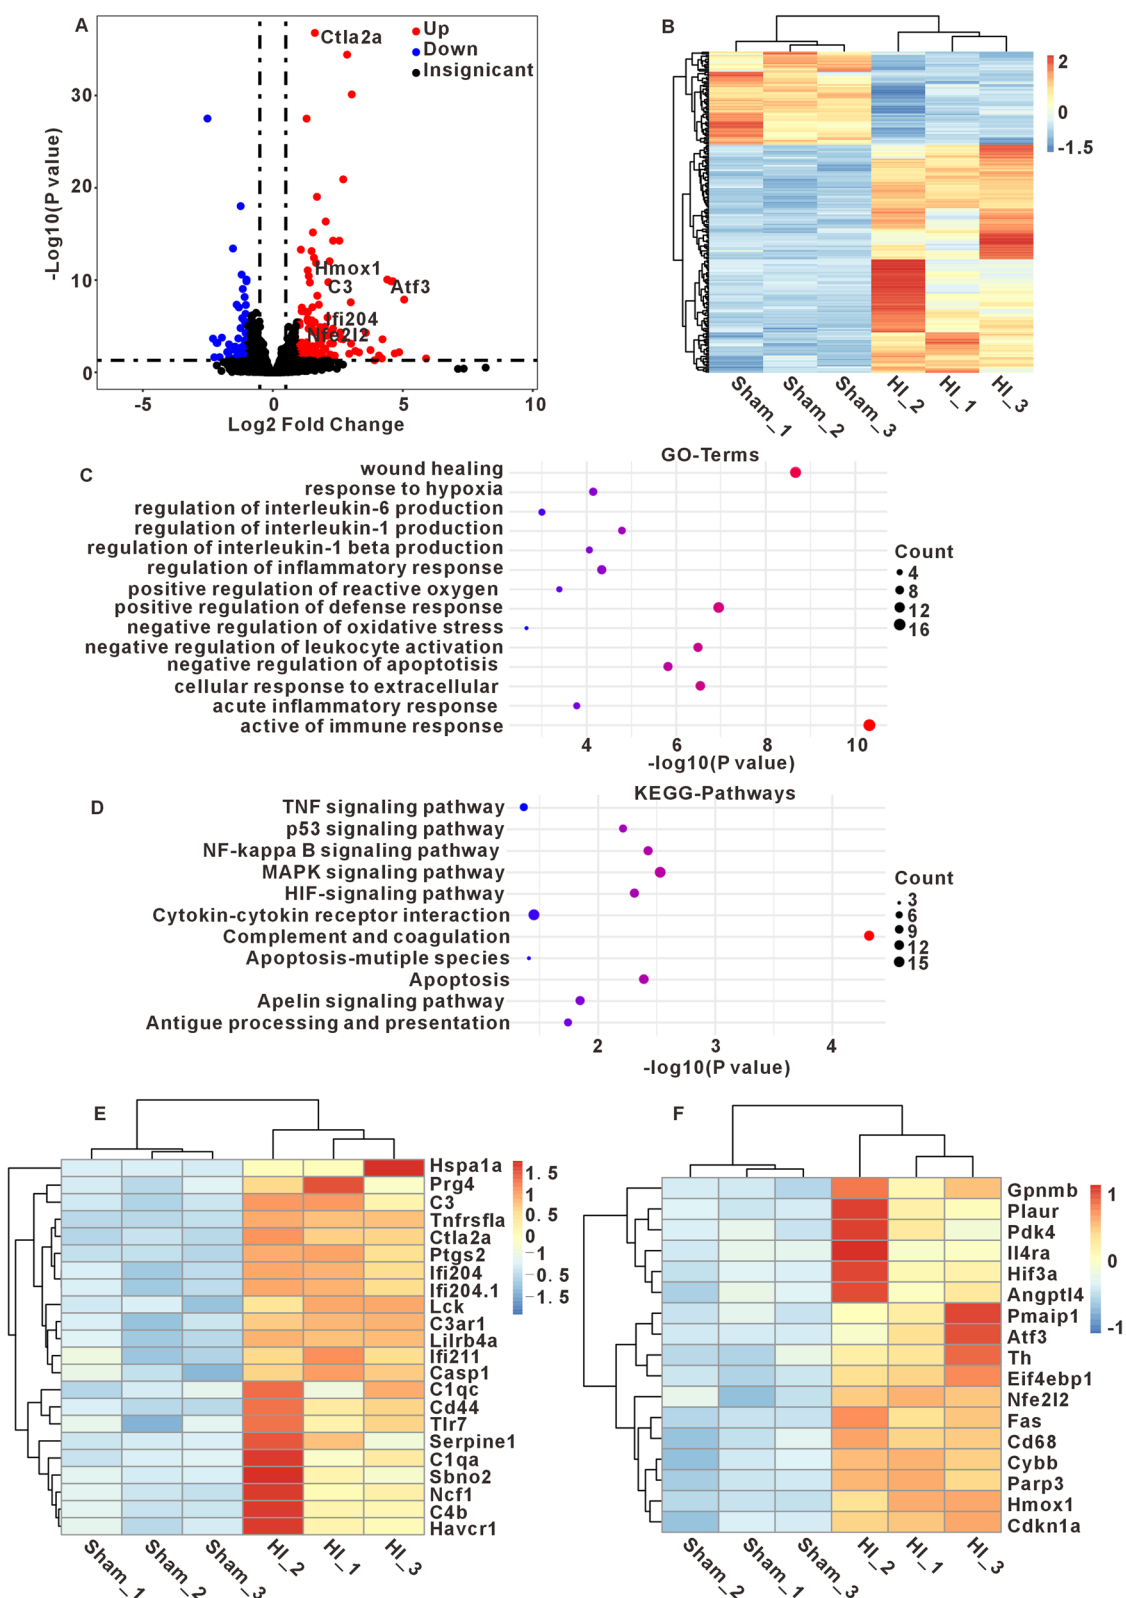 A
Ctla2a
Up
Down
Insignicant
Hmox1
C3
Atf3
Ifi204
Nfe2l2
-Log10(P value)
30
20
10
0
-5
0
5
10
Log2 Fold Change
B
2
0
-1.5
Sham_1
Sham_2
Sham_3
HI_2
HI_1
HI_3
C
GO-Terms
wound healing
response to hypoxia
regulation of interleukin-6 production
regulation of interleukin-1 production
regulation of interleukin-1 beta production
regulation of inflammatory response
positive regulation of reactive oxygen
positive regulation of defense response
negative regulation of oxidative stress
negative regulation of leukocyte activation
negative regulation of apoptotisis
cellular response to extracellular
acute inflammatory response
active of immune response
4
6
8
10
-log10(P value)
Count
4
8
12
16
D
KEGG-Pathways
TNF signaling pathway
p53 signaling pathway
NF-kappa B signaling pathway
MAPK signaling pathway
HIF-signaling pathway
Cytokin-cytokin receptor interaction
Complement and coagulation
Apoptosis-mutiple species
Apoptosis
Apelin signaling pathway
Antigue processing and presentation
2
3
4
-log10(P value)
Count
3
6
9
12
15
E
Hspa1a
Prg4
C3
Tnfrsfla
Ctla2a
Ptgs2
Ifi204
Ifi204.1
Lck
C3ar1
Lilrb4a
Ifi211
Casp1
C1qc
Cd44
Tlr7
Serpine1
C1qa
Sbno2
Ncf1
C4b
Havcr1
1.5
1
0.5
0
-1
-0.5
-1.5
Sham_1
Sham_2
Sham_3
HI_2
HI_1
HI_3
F
Gpnmb
Plaur
Pdk4
Il4ra
Hif3a
Angptl4
Pmaip1
Atf3
Th
Eif4ebp1
Nfe2l2
Fas
Cd68
Cybb
Parp3
Hmox1
Cdkn1a
1
0
-1
Sham_2
Sham_1
Sham_3
HI_2
HI_1
HI_3